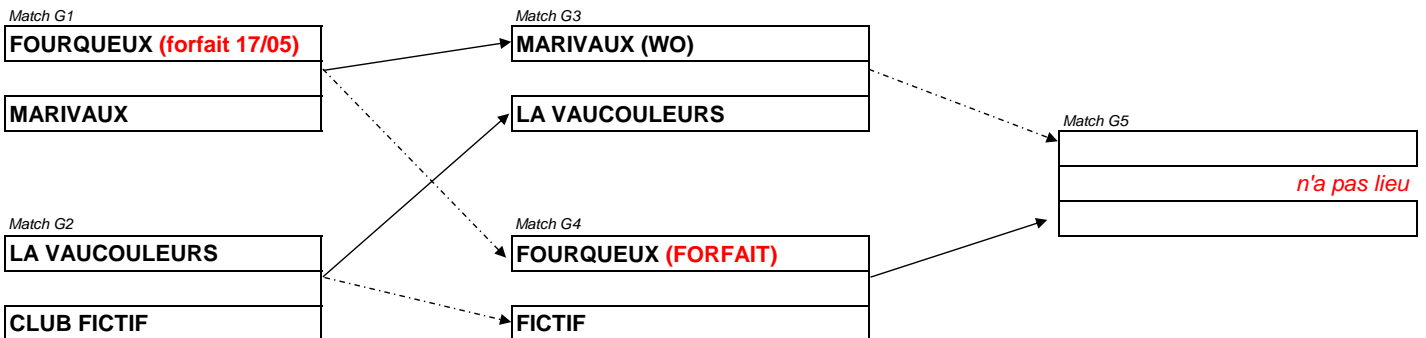 Match G1
FOURQUEUX (forfait 17/05)
MARIVAUX
Match G2
LA VAUCOULEURS
CLUB FICTIF
Match G3
MARIVAUX (WO)
LA VAUCOULEURS
Match G4
FOURQUEUX (FORFAIT)
FICTIF
Match G5
n'a pas lieu